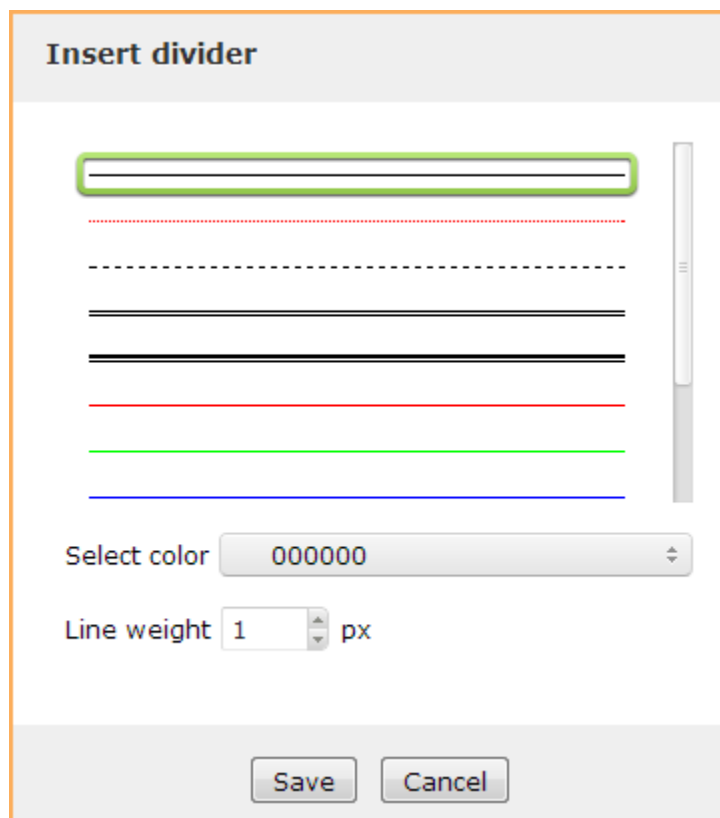 Insert divider
Select color 000000
Line weight 1 px
Save Cancel